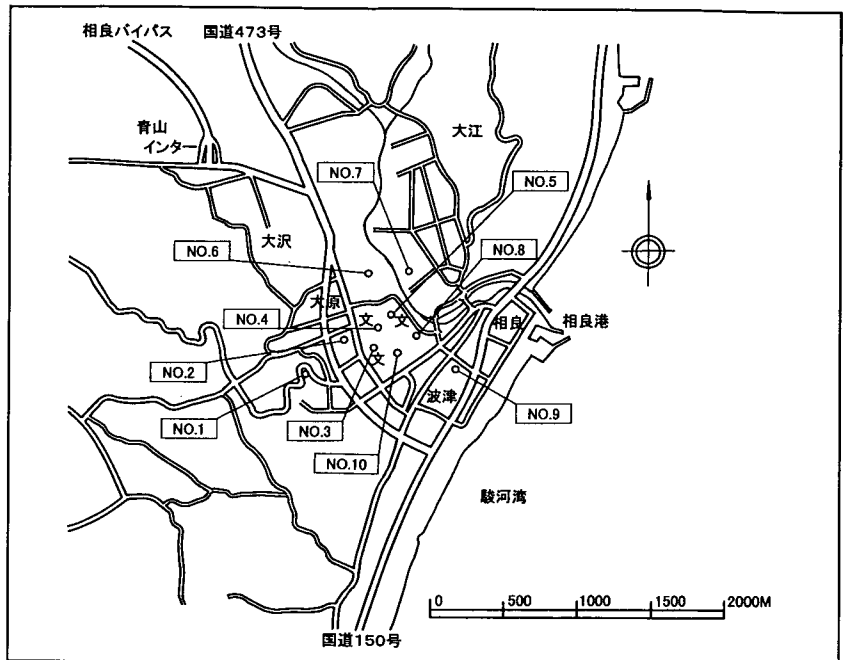 相良バイパス
国道473号
青山
インター
大江
NO.7
NO.5
大沢
NO.6
NO.8
大原
NO.4
文
文
相良
相良港
文
NO.2
波津
NO.1
NO.3
NO.9
NO.10
駿河湾
0 500 1000 1500 2000M
国道150号